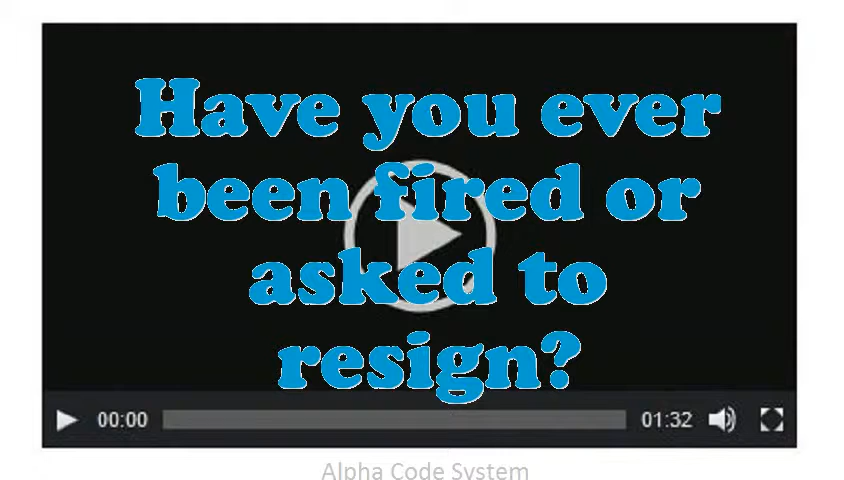 Have you ever
been fired or
asked to
resign?
00:00 01:32
Alpha Code System